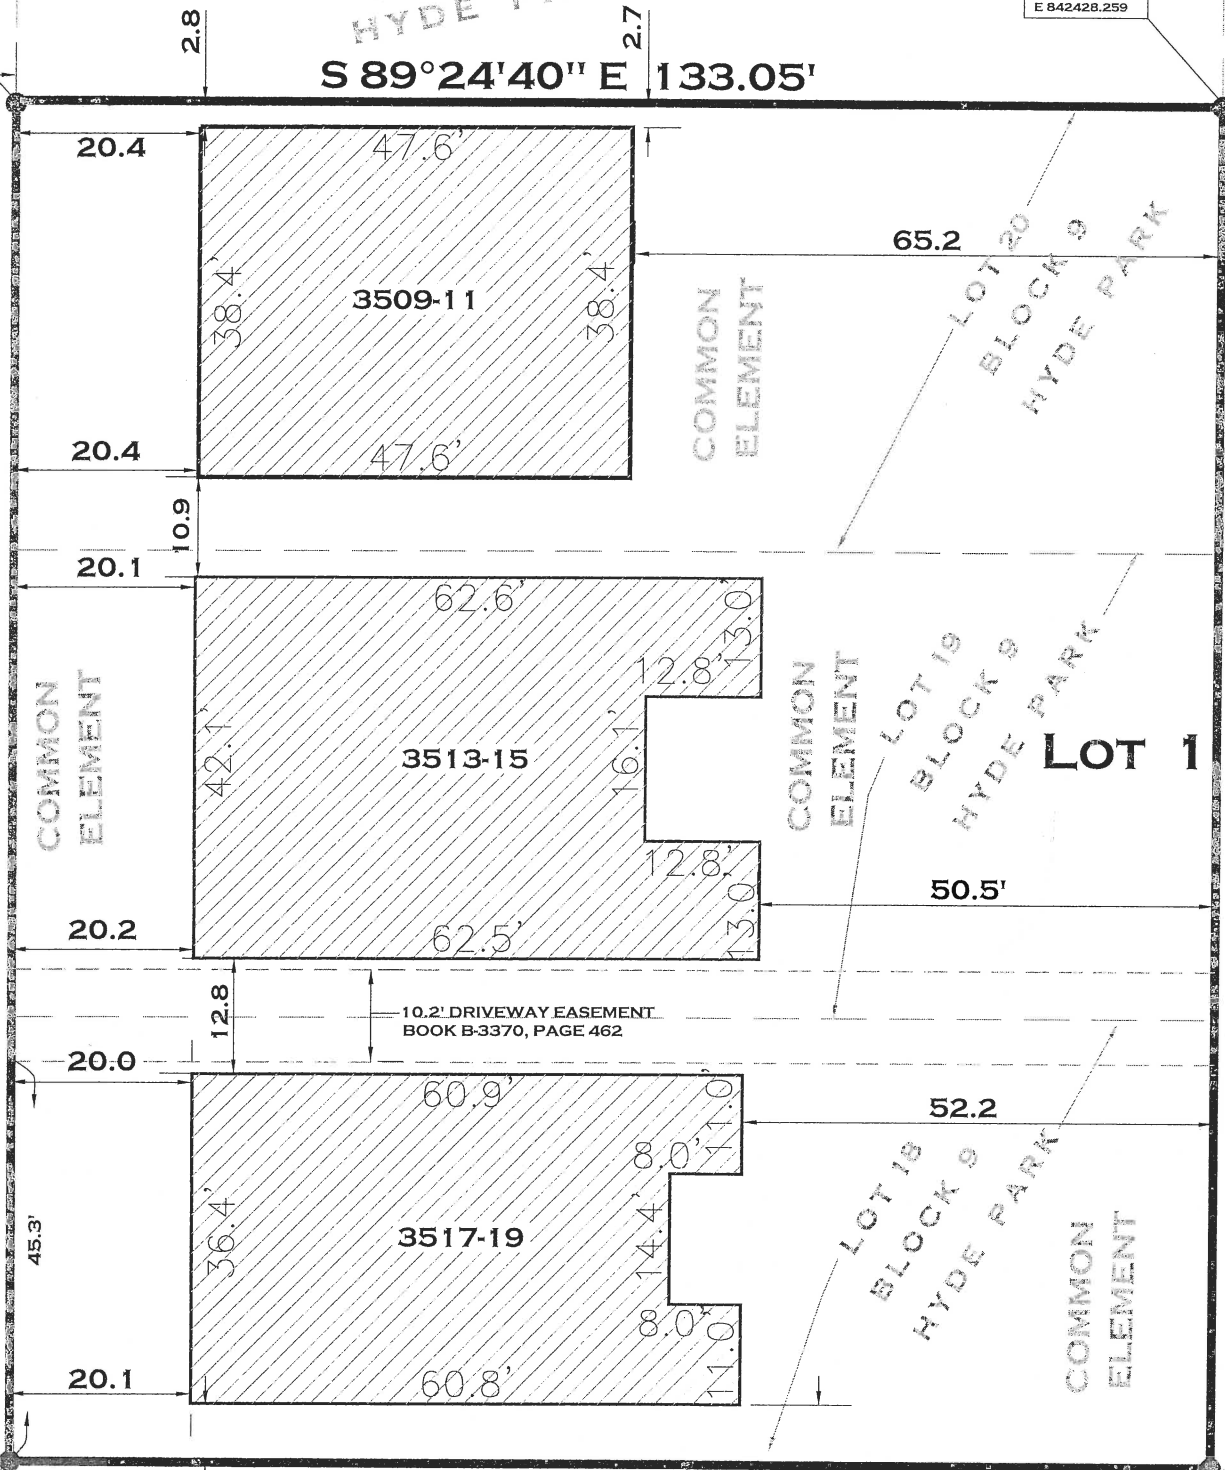 E 842428.259
2.8
2.7
S 89°24'40" E 133.05'
20.4
47.6'
38.4'
3509-11
38.4'
65.2
LOT 20
BLOCK 9
HYDE PARK
COMMON
ELEMENT
20.4
47.6'
10.9
20.1
62.6'
13.0'
12.8'
COMMON
ELEMENT
42.1'
3513-15
16.1'
COMMON
ELEMENT
LOT 19
BLOCK 9
HYDE PARK
LOT 1
12.8'
13.0'
50.5'
20.2
62.5'
12.8
10.2' DRIVEWAY EASEMENT
BOOK B-3370, PAGE 462
20.0
60.9'
11.0'
8.0'
52.2
45.3'
36.4'
3517-19
14.4'
LOT 18
BLOCK 9
HYDE PARK
COMMON
ELEMENT
8.0'
11.0'
20.1
60.8'